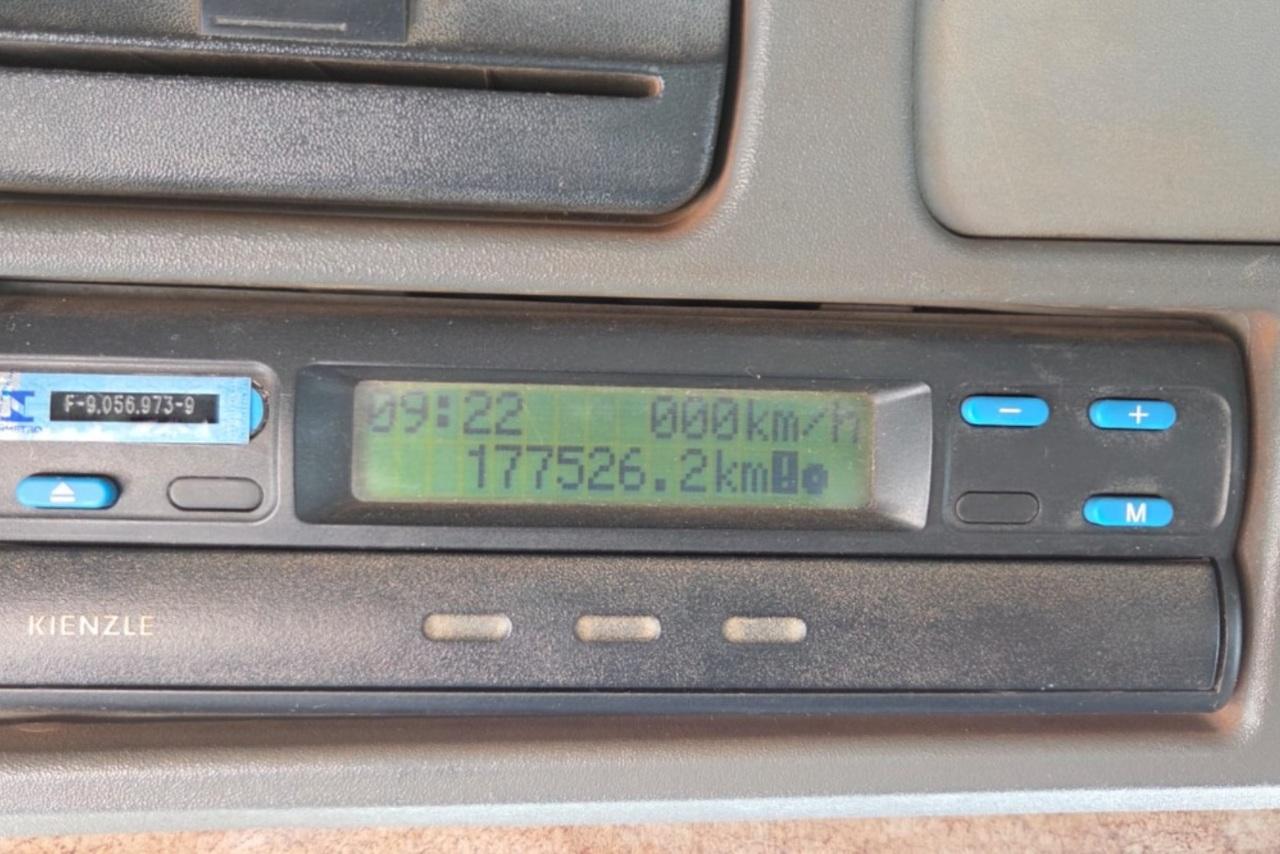 F-9.056.973-9
09:22 000km/h
177526.2km
− +
M
KIENZLE